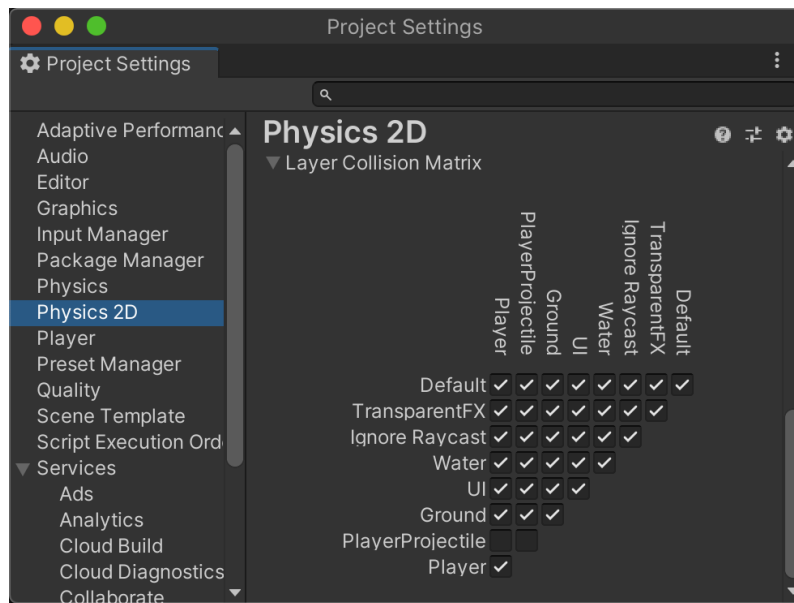 Project Settings
Project Settings
Adaptive Performanc
Audio
Editor
Graphics
Input Manager
Package Manager
Physics
Physics 2D
Player
Preset Manager
Quality
Scene Template
Script Execution Ord
Services
Ads
Analytics
Cloud Build
Cloud Diagnostics
Collaborate
Physics 2D
Layer Collision Matrix
Player
PlayerProjectile
Ground
UI
Water
Ignore Raycast
TransparentFX
Default
Default
TransparentFX
Ignore Raycast
Water
UI
Ground
PlayerProjectile
Player